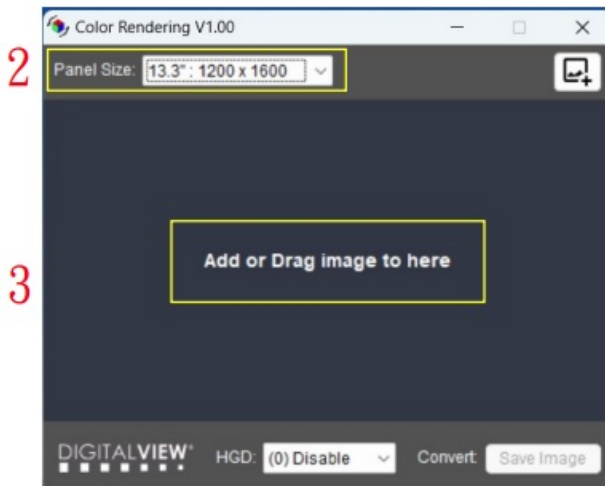 Color Rendering V1.00
2
Panel Size: 13.3" : 1200 x 1600
3
Add or Drag image to here
DIGITALVIEW®
HGD: (0) Disable
Convert: Save Image